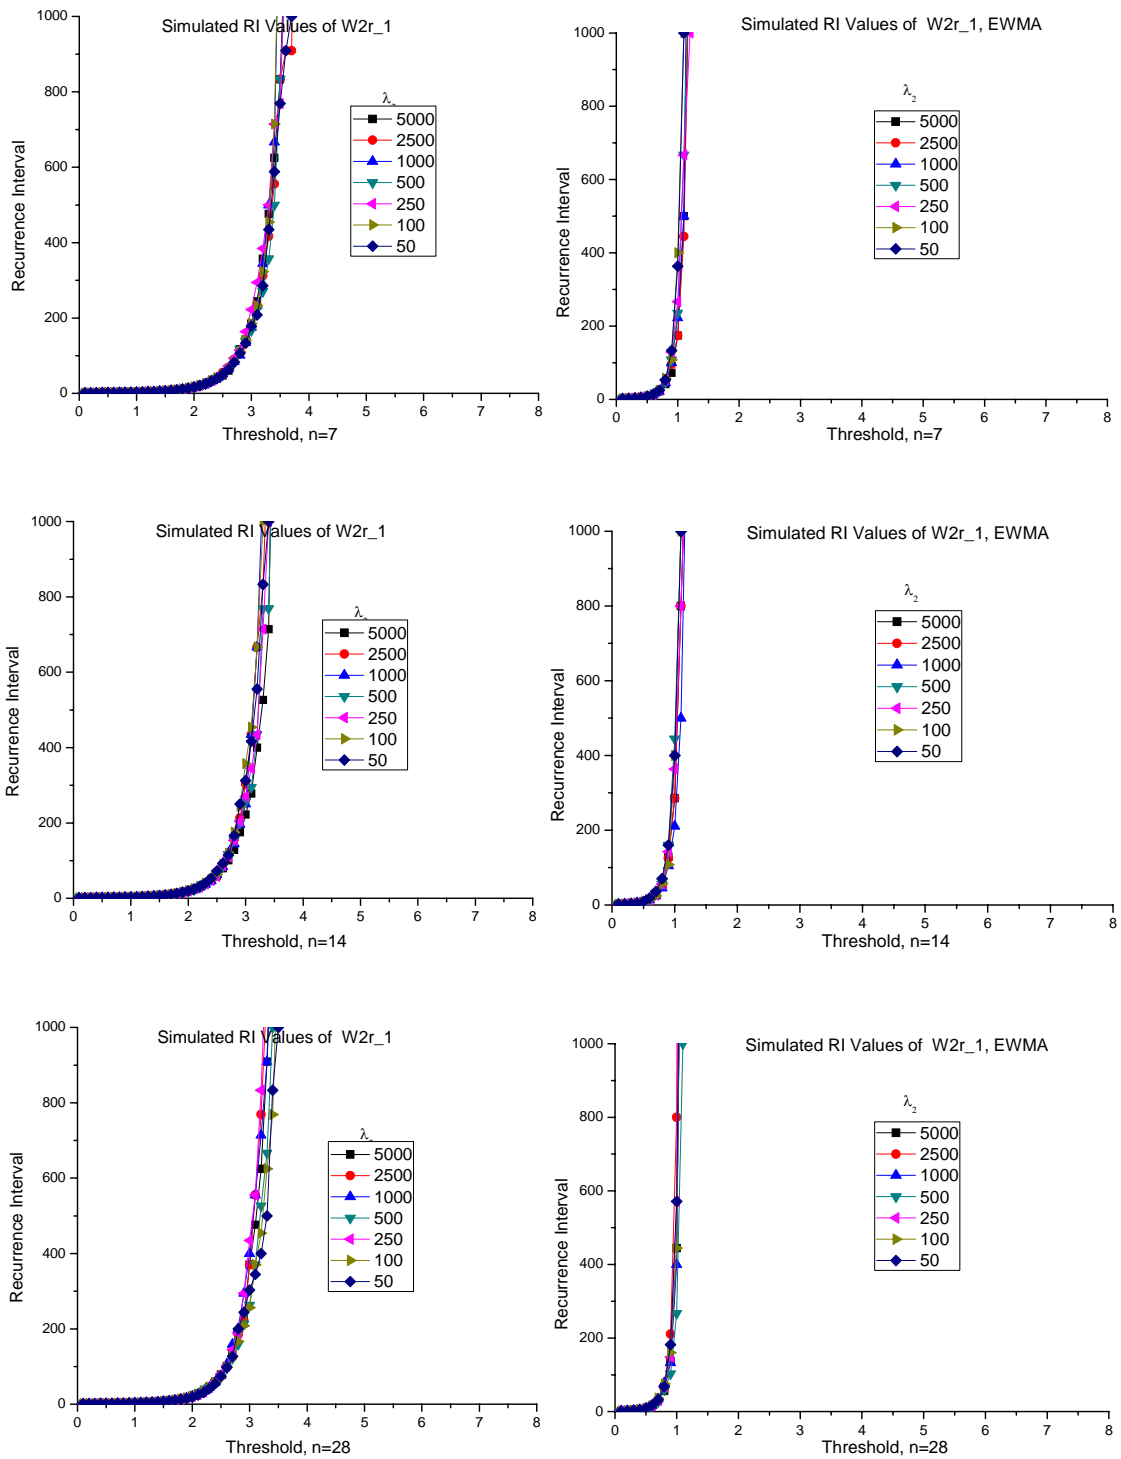 Simulated RI Values of W2r_1
Recurrence Interval
1000
800
600
400
200
0
λ2
5000
2500
1000
500
250
100
50
0 1 2 3 4 5 6 7 8
Threshold, n=7
Simulated RI Values of W2r_1, EWMA
Recurrence Interval
1000
800
600
400
200
0
λ2
5000
2500
1000
500
250
100
50
0 1 2 3 4 5 6 7 8
Threshold, n=7
Simulated RI Values of W2r_1
Recurrence Interval
1000
800
600
400
200
0
λ2
5000
2500
1000
500
250
100
50
0 1 2 3 4 5 6 7 8
Threshold, n=14
Simulated RI Values of W2r_1, EWMA
Recurrence Interval
1000
800
600
400
200
0
λ2
5000
2500
1000
500
250
100
50
0 1 2 3 4 5 6 7 8
Threshold, n=14
Simulated RI Values of W2r_1
Recurrence Interval
1000
800
600
400
200
0
λ2
5000
2500
1000
500
250
100
50
0 1 2 3 4 5 6 7 8
Threshold, n=28
Simulated RI Values of W2r_1, EWMA
Recurrence Interval
1000
800
600
400
200
0
λ2
5000
2500
1000
500
250
100
50
0 1 2 3 4 5 6 7 8
Threshold, n=28